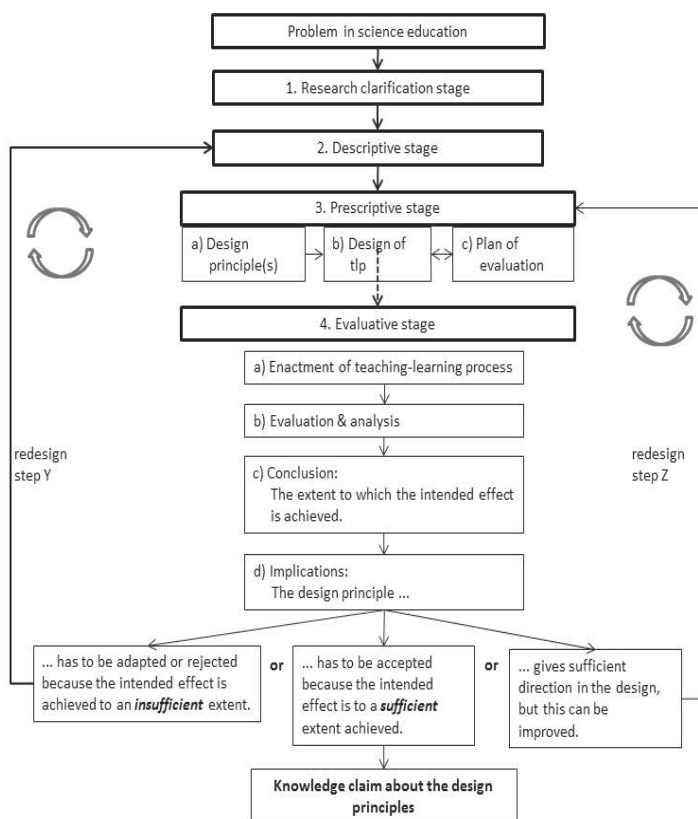 Problem in science education
1. Research clarification stage
2. Descriptive stage
3. Prescriptive stage
a) Design
principle(s)
b) Design of
tlp
c) Plan of
evaluation
4. Evaluative stage
a) Enactment of teaching-learning process
b) Evaluation & analysis
redesign
step Y
redesign
step Z
c) Conclusion:
The extent to which the intended effect
is achieved.
d) Implications:
The design principle ...
... has to be adapted or rejected
because the intended effect is
achieved to an insufficient extent.
or
... has to be accepted
because the intended
effect is to a sufficient
extent achieved.
or
... gives sufficient
direction in the design,
but this can be
improved.
Knowledge claim about the design
principles